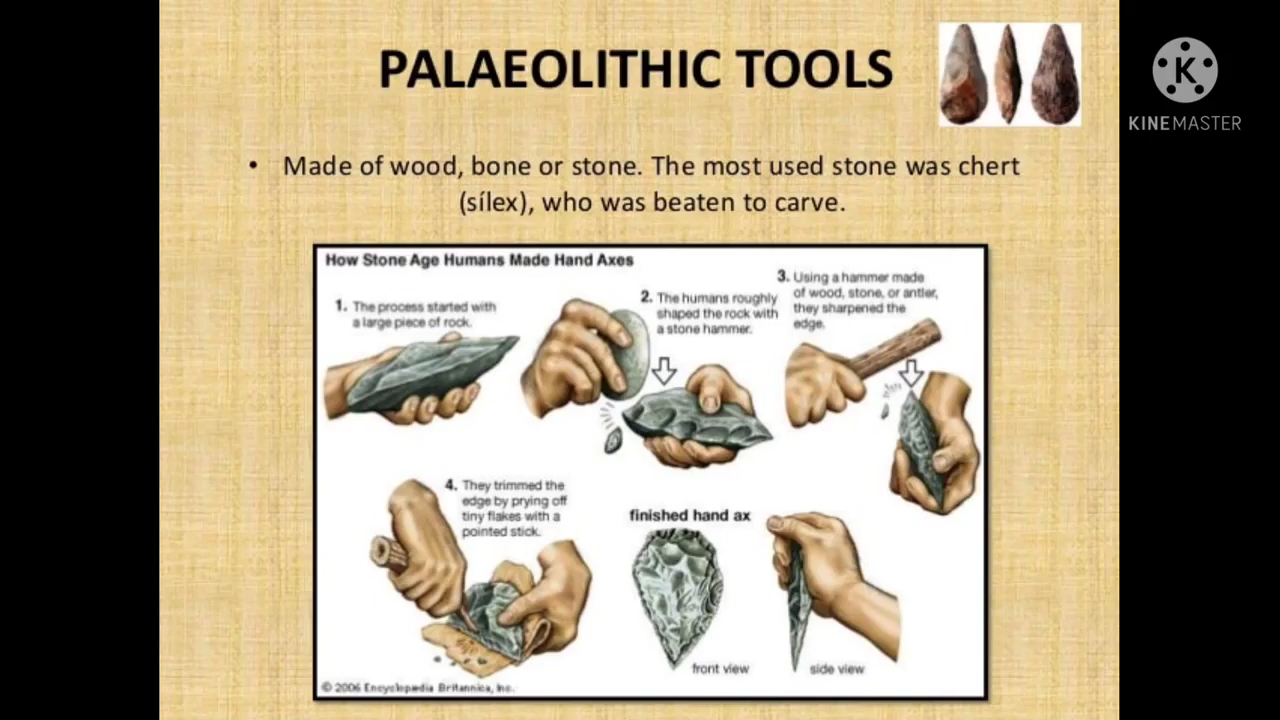 PALAEOLITHIC TOOLS
KINEMASTER
• Made of wood, bone or stone. The most used stone was chert
(sílex), who was beaten to carve.
How Stone Age Humans Made Hand Axes
1. The process started with
a large piece of rock.
2. The humans roughly
shaped the rock with
a stone hammer.
3. Using a hammer made
of wood, stone, or antler,
they sharpened the
edge.
4. They trimmed the
edge by prying off
tiny flakes with a
pointed stick.
finished hand ax
front view
side view
© 2006 Encyclopædia Britannica, Inc.